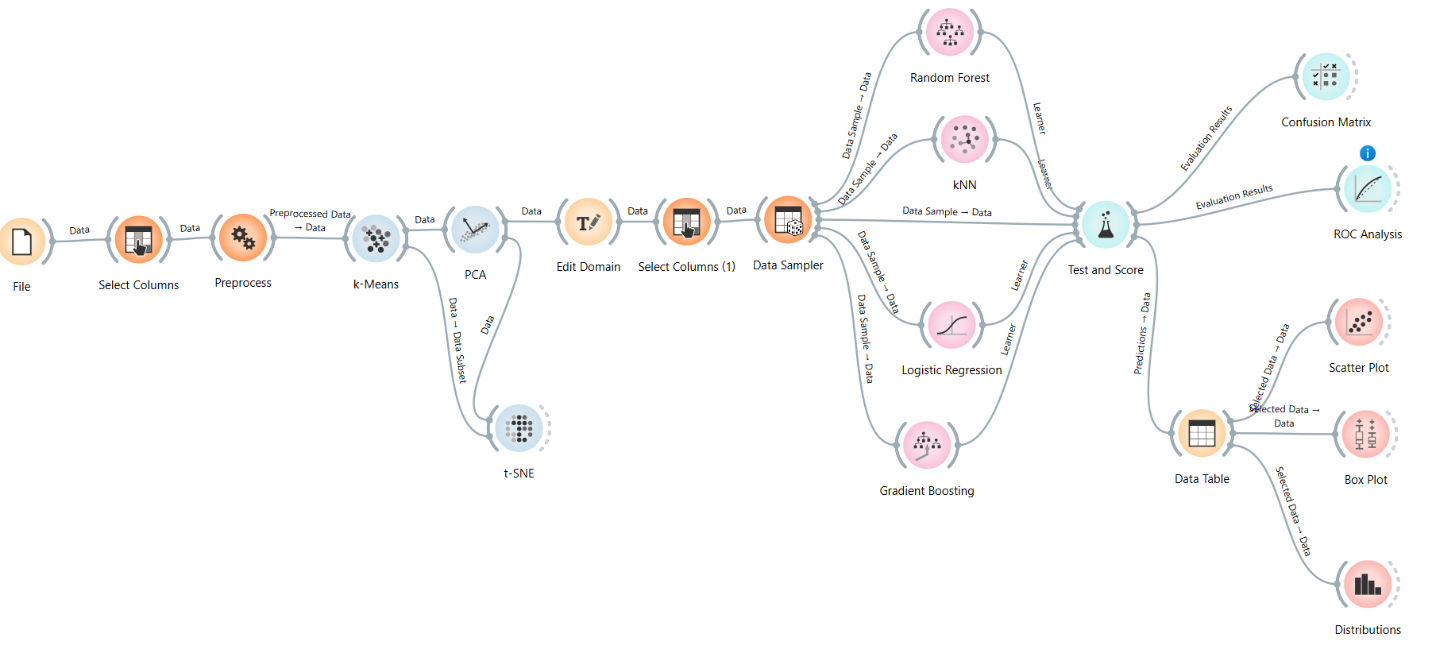 File
Data
Select Columns
Data
Preprocess
Preprocessed Data
→ Data
k-Means
Data
Data → Data Subset
PCA
Data
Data
t-SNE
Edit Domain
Data
Select Columns (1)
Data
Data Sampler
Data Sample → Data
Data Sample → Data
Data Sample → Data
Data Sample → Data
Data Sample → Data
Random Forest
kNN
Logistic Regression
Gradient Boosting
Learner
Learner
Learner
Learner
Test and Score
Evaluation Results
Evaluation Results
Predictions → Data
Confusion Matrix
i
ROC Analysis
Data Table
Selected Data → Data
Selected Data →
Data
Selected Data → Data
Scatter Plot
Box Plot
Distributions